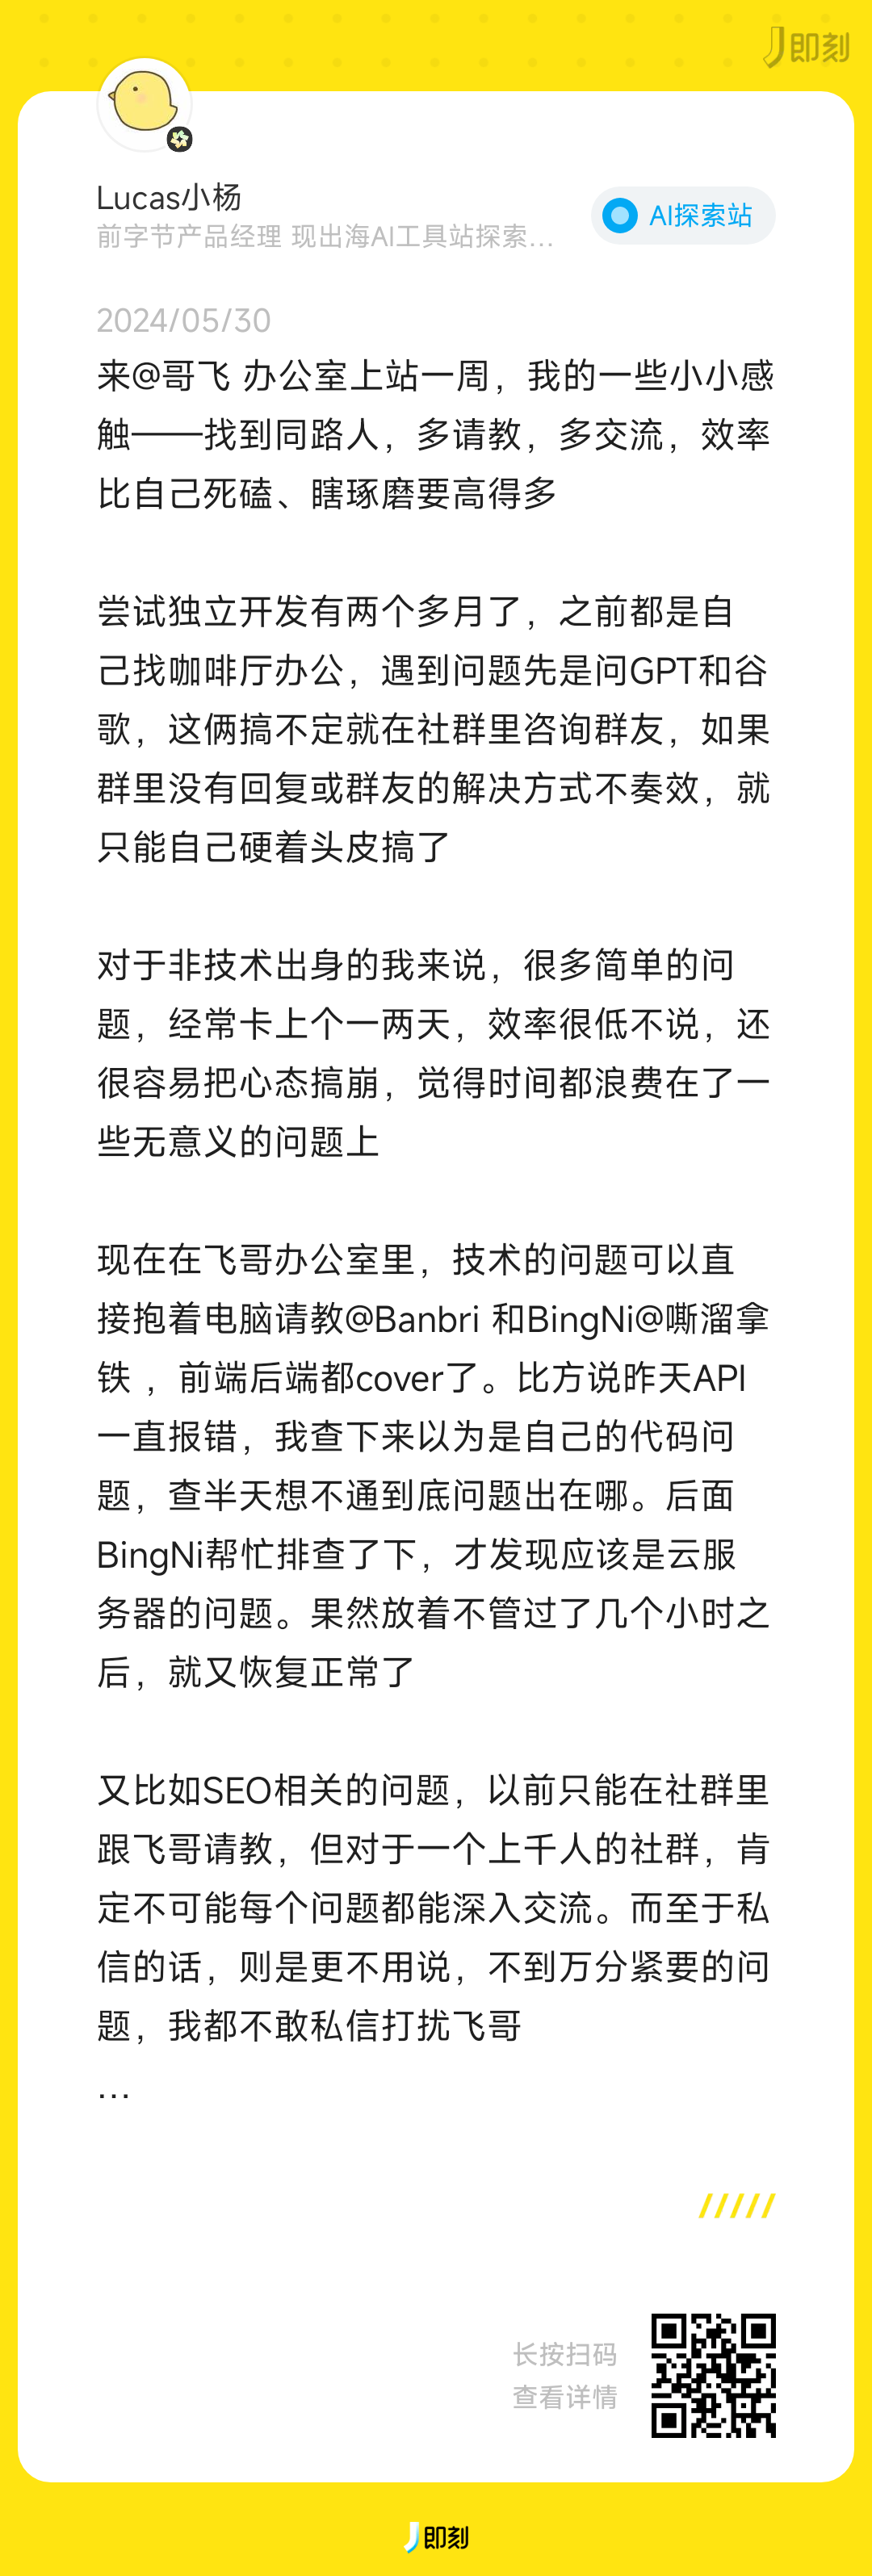 即刻
Lucas小杨
前字节产品经理 现出海AI工具站探索...
AI探索站
2024/05/30
来@哥飞 办公室上站一周，我的一些小小感
触——找到同路人，多请教，多交流，效率
比自己死磕、瞎琢磨要高得多
尝试独立开发有两个多月了，之前都是自
己找咖啡厅办公，遇到问题先是问GPT和谷
歌，这俩搞不定就在社群里咨询群友，如果
群里没有回复或群友的解决方式不奏效，就
只能自己硬着头皮搞了
对于非技术出身的我来说，很多简单的问
题，经常卡上个一两天，效率很低不说，还
很容易把心态搞崩，觉得时间都浪费在了一
些无意义的问题上
现在在飞哥办公室里，技术的问题可以直
接抱着电脑请教@Banbri 和BingNi@嘶溜拿
铁 ，前端后端都cover了。比方说昨天API
一直报错，我查下来以为是自己的代码问
题，查半天想不通到底问题出在哪。后面
BingNi帮忙排查了下，才发现应该是云服
务器的问题。果然放着不管过了几个小时之
后，就又恢复正常了
又比如SEO相关的问题，以前只能在社群里
跟飞哥请教，但对于一个上千人的社群，肯
定不可能每个问题都能深入交流。而至于私
信的话，则是更不用说，不到万分紧要的问
题，我都不敢私信打扰飞哥
...
长按扫码
查看详情
即刻